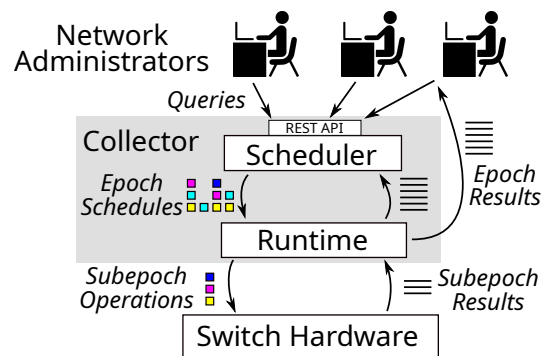 Network
Administrators
Queries
REST API
Collector
Scheduler
Epoch
Schedules
Epoch
Results
Runtime
Subepoch
Operations
Subepoch
Results
Switch Hardware